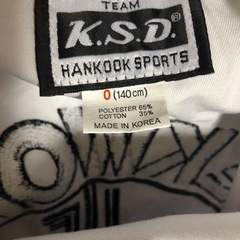 TEAM
K.S.D.®
HANKOOK SPORTS
0 (140cm)
POLYESTER 65%
COTTON 35%
MADE IN KOREA